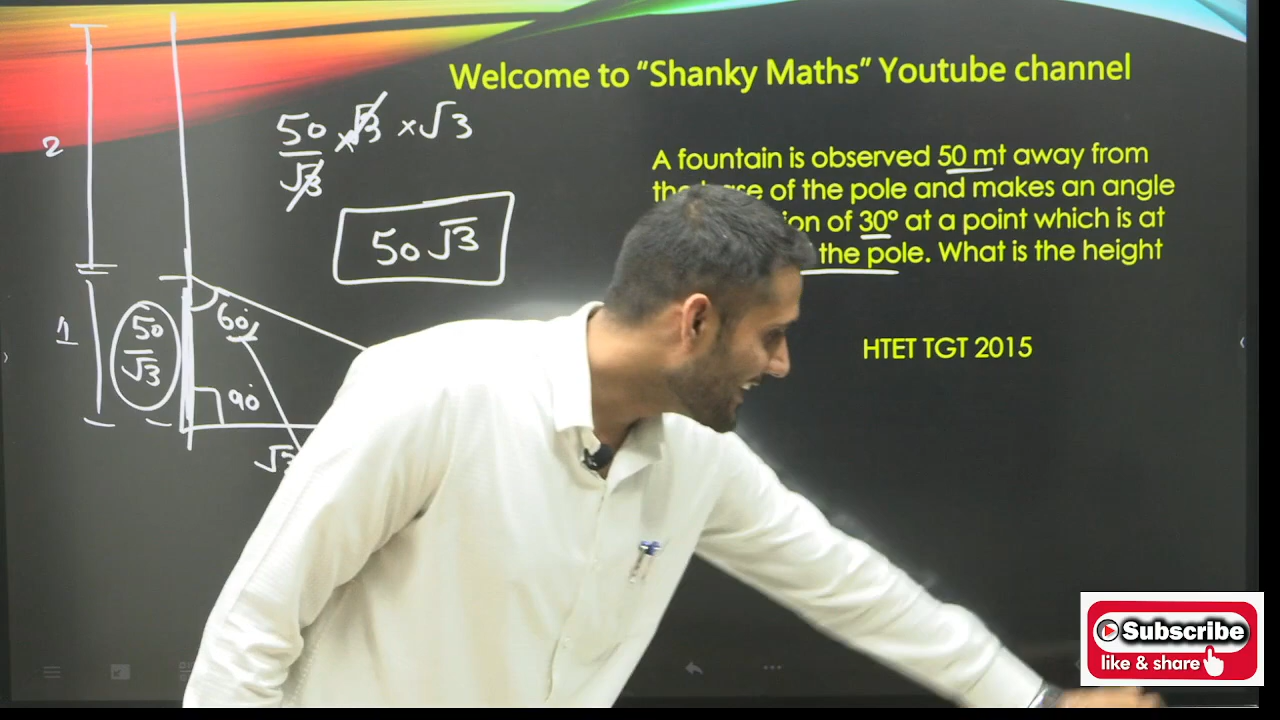 Welcome to “Shanky Maths” Youtube channel
A fountain is observed 50 mt away from
of the pole and makes an angle
of 30° at a point which is at
the pole. What is the height
HTET TGT 2015
50/√3 × √3 × √3
50√3
2
1
50/√3
60°
90°
Subscribe
like & share